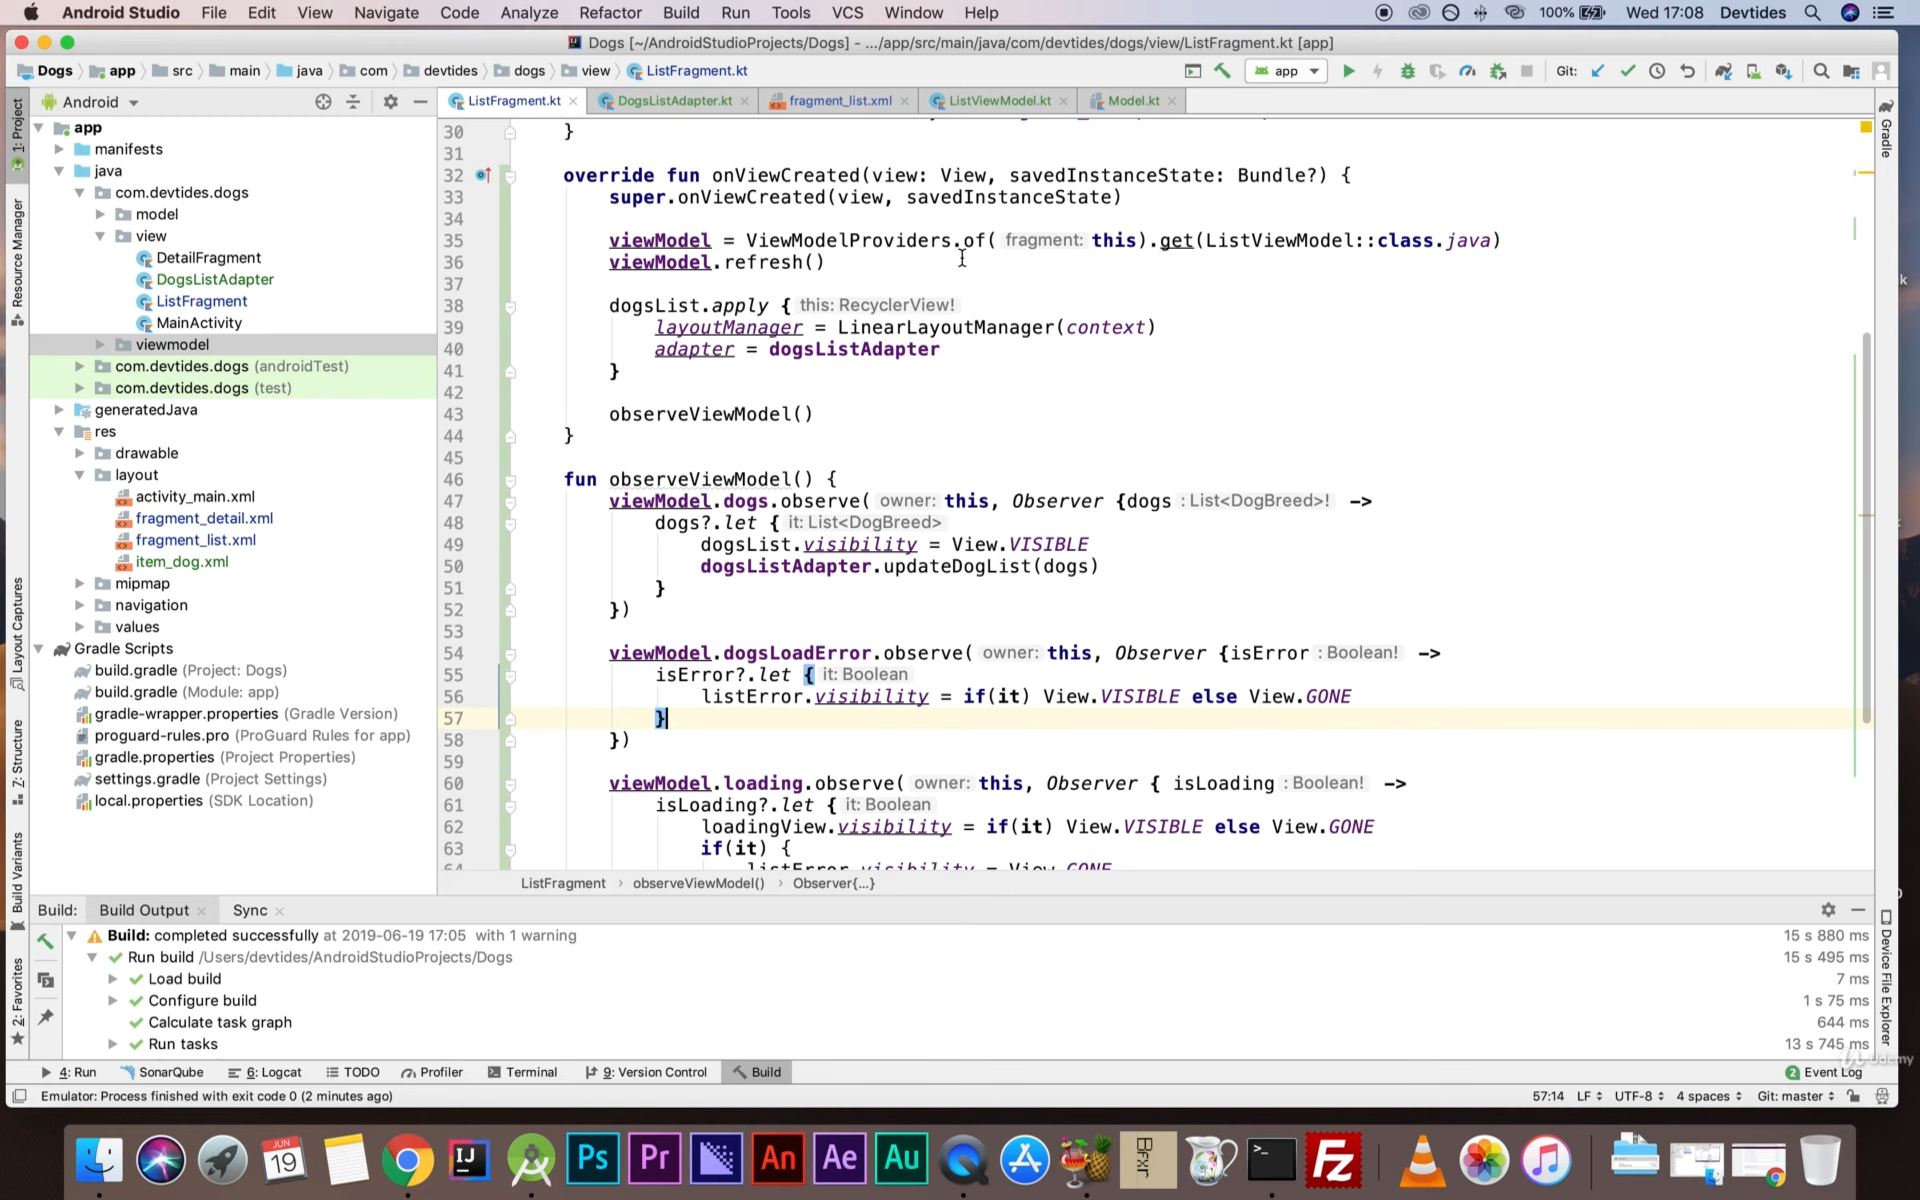 Android Studio File Edit View Navigate Code Analyze Refactor Build Run Tools VCS Window Help 100% Wed 17:08 Devtides
Dogs [~/AndroidStudioProjects/Dogs] - .../app/src/main/java/com/devtides/dogs/view/ListFragment.kt [app]
Dogs app src main java com devtides dogs view ListFragment.kt app Git:
Android
ListFragment.kt DogsListAdapter.kt fragment_list.xml ListViewModel.kt Model.kt
1: Project
Resource Manager
Layout Captures
7: Structure
Build Variants
2: Favorites
Gradle
Device File Explorer
app
manifests
java
com.devtides.dogs
model
view
DetailFragment
DogsListAdapter
ListFragment
MainActivity
viewmodel
com.devtides.dogs (androidTest)
com.devtides.dogs (test)
generatedJava
res
drawable
layout
activity_main.xml
fragment_detail.xml
fragment_list.xml
item_dog.xml
mipmap
navigation
values
Gradle Scripts
build.gradle (Project: Dogs)
build.gradle (Module: app)
gradle-wrapper.properties (Gradle Version)
proguard-rules.pro (ProGuard Rules for app)
gradle.properties (Project Properties)
settings.gradle (Project Settings)
local.properties (SDK Location)
30 }
31
32 override fun onViewCreated(view: View, savedInstanceState: Bundle?) {
33 super.onViewCreated(view, savedInstanceState)
34
35 viewModel = ViewModelProviders.of( fragment: this).get(ListViewModel::class.java)
36 viewModel.refresh()
37
38 dogsList.apply { this: RecyclerView!
39 layoutManager = LinearLayoutManager(context)
40 adapter = dogsListAdapter
41 }
42
43 observeViewModel()
44 }
45
46 fun observeViewModel() {
47 viewModel.dogs.observe( owner: this, Observer {dogs : List<DogBreed>! ->
48 dogs?.let { it: List<DogBreed>
49 dogsList.visibility = View.VISIBLE
50 dogsListAdapter.updateDogList(dogs)
51 }
52 })
53
54 viewModel.dogsLoadError.observe( owner: this, Observer {isError : Boolean! ->
55 isError?.let { it: Boolean
56 listError.visibility = if(it) View.VISIBLE else View.GONE
57 }
58 })
59
60 viewModel.loading.observe( owner: this, Observer { isLoading : Boolean! ->
61 isLoading?.let { it: Boolean
62 loadingView.visibility = if(it) View.VISIBLE else View.GONE
63 if(it) {
64 listError.visibility = View.GONE
ListFragment › observeViewModel() › Observer{...}
Build: Build Output Sync
Build: completed successfully at 2019-06-19 17:05 with 1 warning 15 s 880 ms
Run build /Users/devtides/AndroidStudioProjects/Dogs 15 s 495 ms
Load build 7 ms
Configure build 1 s 75 ms
Calculate task graph 644 ms
Run tasks 13 s 745 ms
Udemy
4: Run SonarQube 6: Logcat TODO Profiler Terminal 9: Version Control Build 2 Event Log
Emulator: Process finished with exit code 0 (2 minutes ago) 57:14 LF UTF-8 4 spaces Git: master
JUN
19 IJ Ps Pr An Ae Au Bfxr >_ Fz